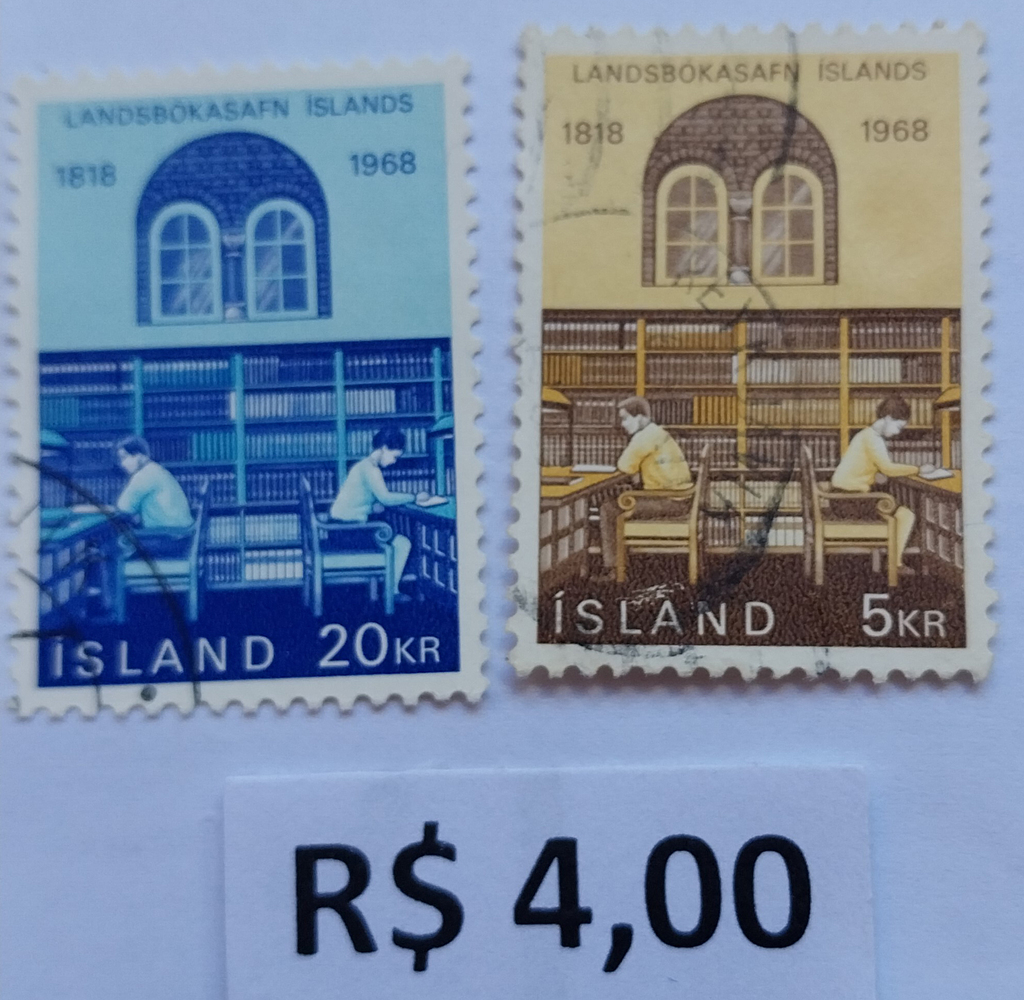 LANDSBÓKASAFN ÍSLANDS
1818 1968
ÍSLAND 20KR
LANDSBÓKASAFN ÍSLANDS
1818 1968
ÍSLAND 5KR
R$ 4,00